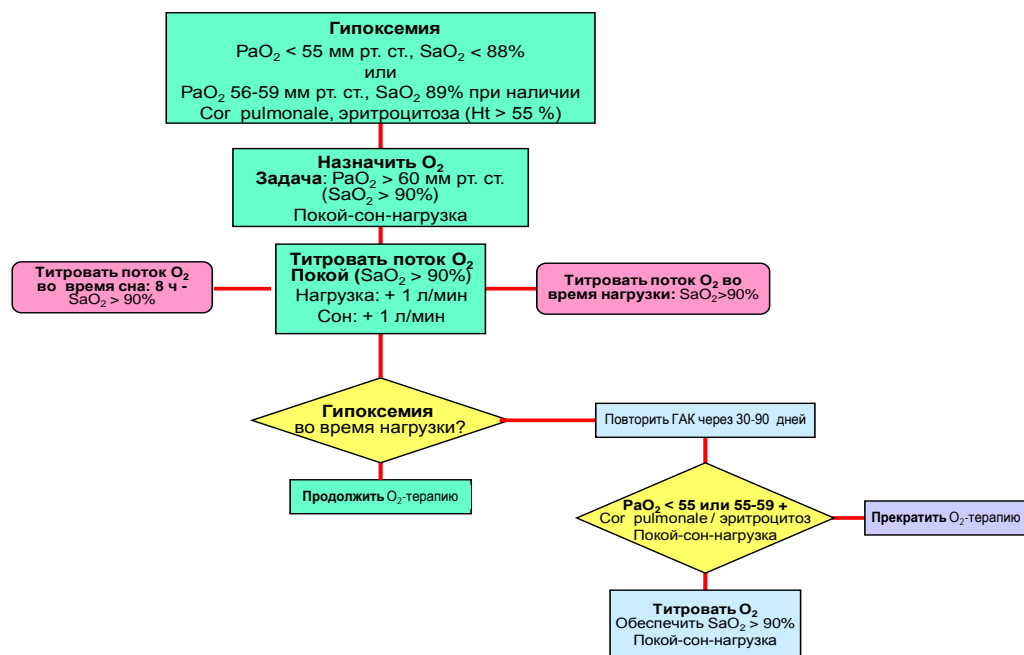 Гипоксемия
PaO₂ < 55 мм рт. ст., SaO₂ < 88%
или
PaO₂ 56-59 мм рт. ст., SaO₂ 89% при наличии
Cor pulmonale, эритроцитоза (Ht > 55 %)
Назначить O₂
Задача: PaO₂ > 60 мм рт. ст.
(SaO₂ > 90%)
Покой-сон-нагрузка
Титровать поток O₂
во время сна: 8 ч -
SaO₂ > 90%
Титровать поток O₂
Покой (SaO₂ > 90%)
Нагрузка: + 1 л/мин
Сон: + 1 л/мин
Титровать поток O₂ во
время нагрузки: SaO₂>90%
Гипоксемия
во время нагрузки?
Повторить ГАК через 30-90 дней
Продолжить O₂-терапию
PaO₂ < 55 или 55-59 +
Cor pulmonale / эритроцитоз
Покой-сон-нагрузка
Прекратить O₂-терапию
Титровать O₂
Обеспечить SaO₂ > 90%
Покой-сон-нагрузка